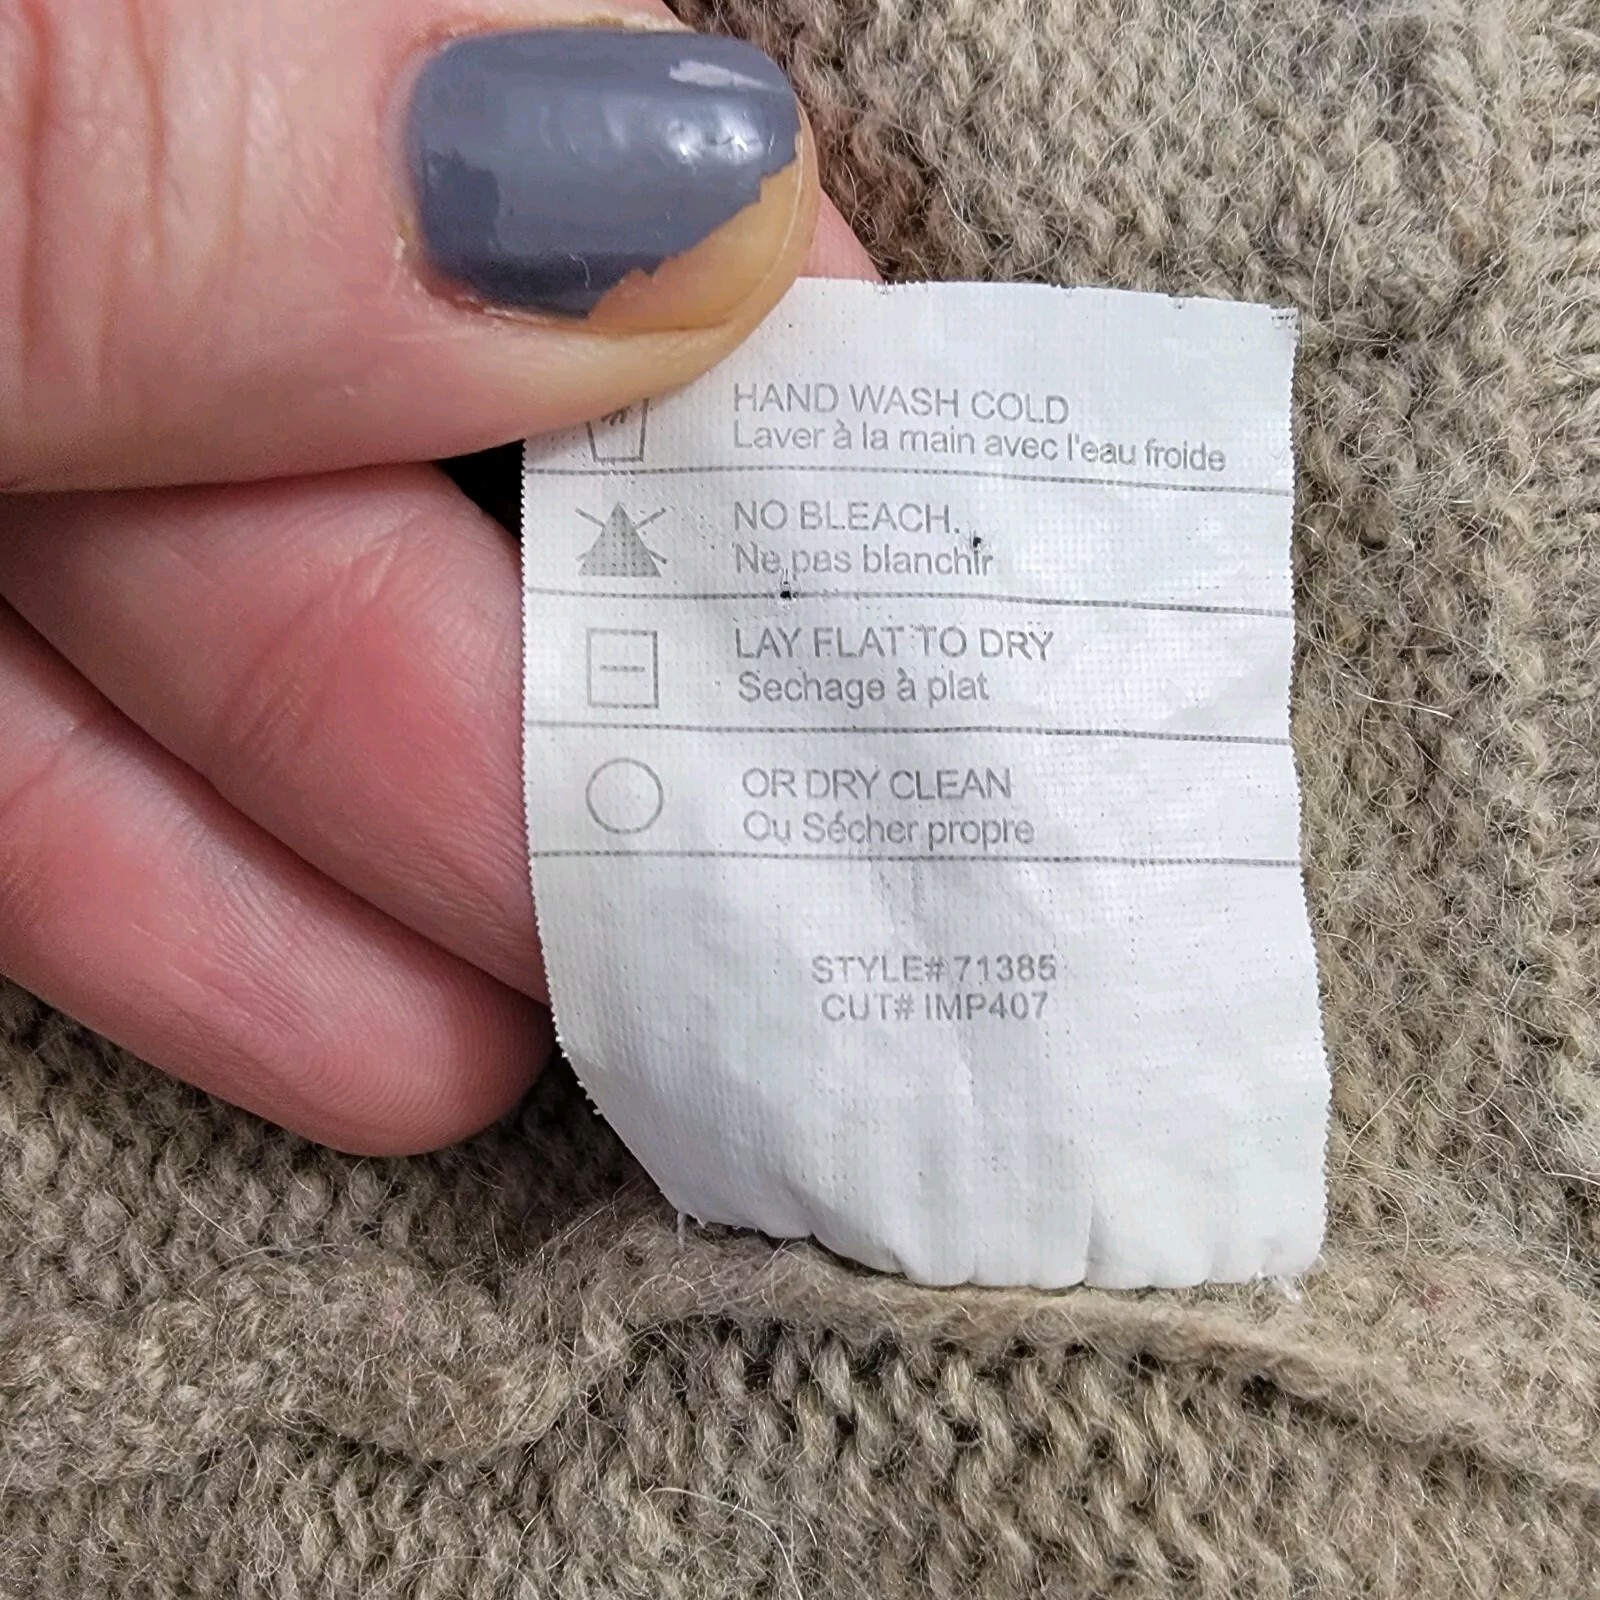 HAND WASH COLD
Laver à la main avec l'eau froide
NO BLEACH.
Ne pas blanchir
LAY FLAT TO DRY
Sechage à plat
OR DRY CLEAN
Ou Sécher propre
STYLE# 71385
CUT# IMP407